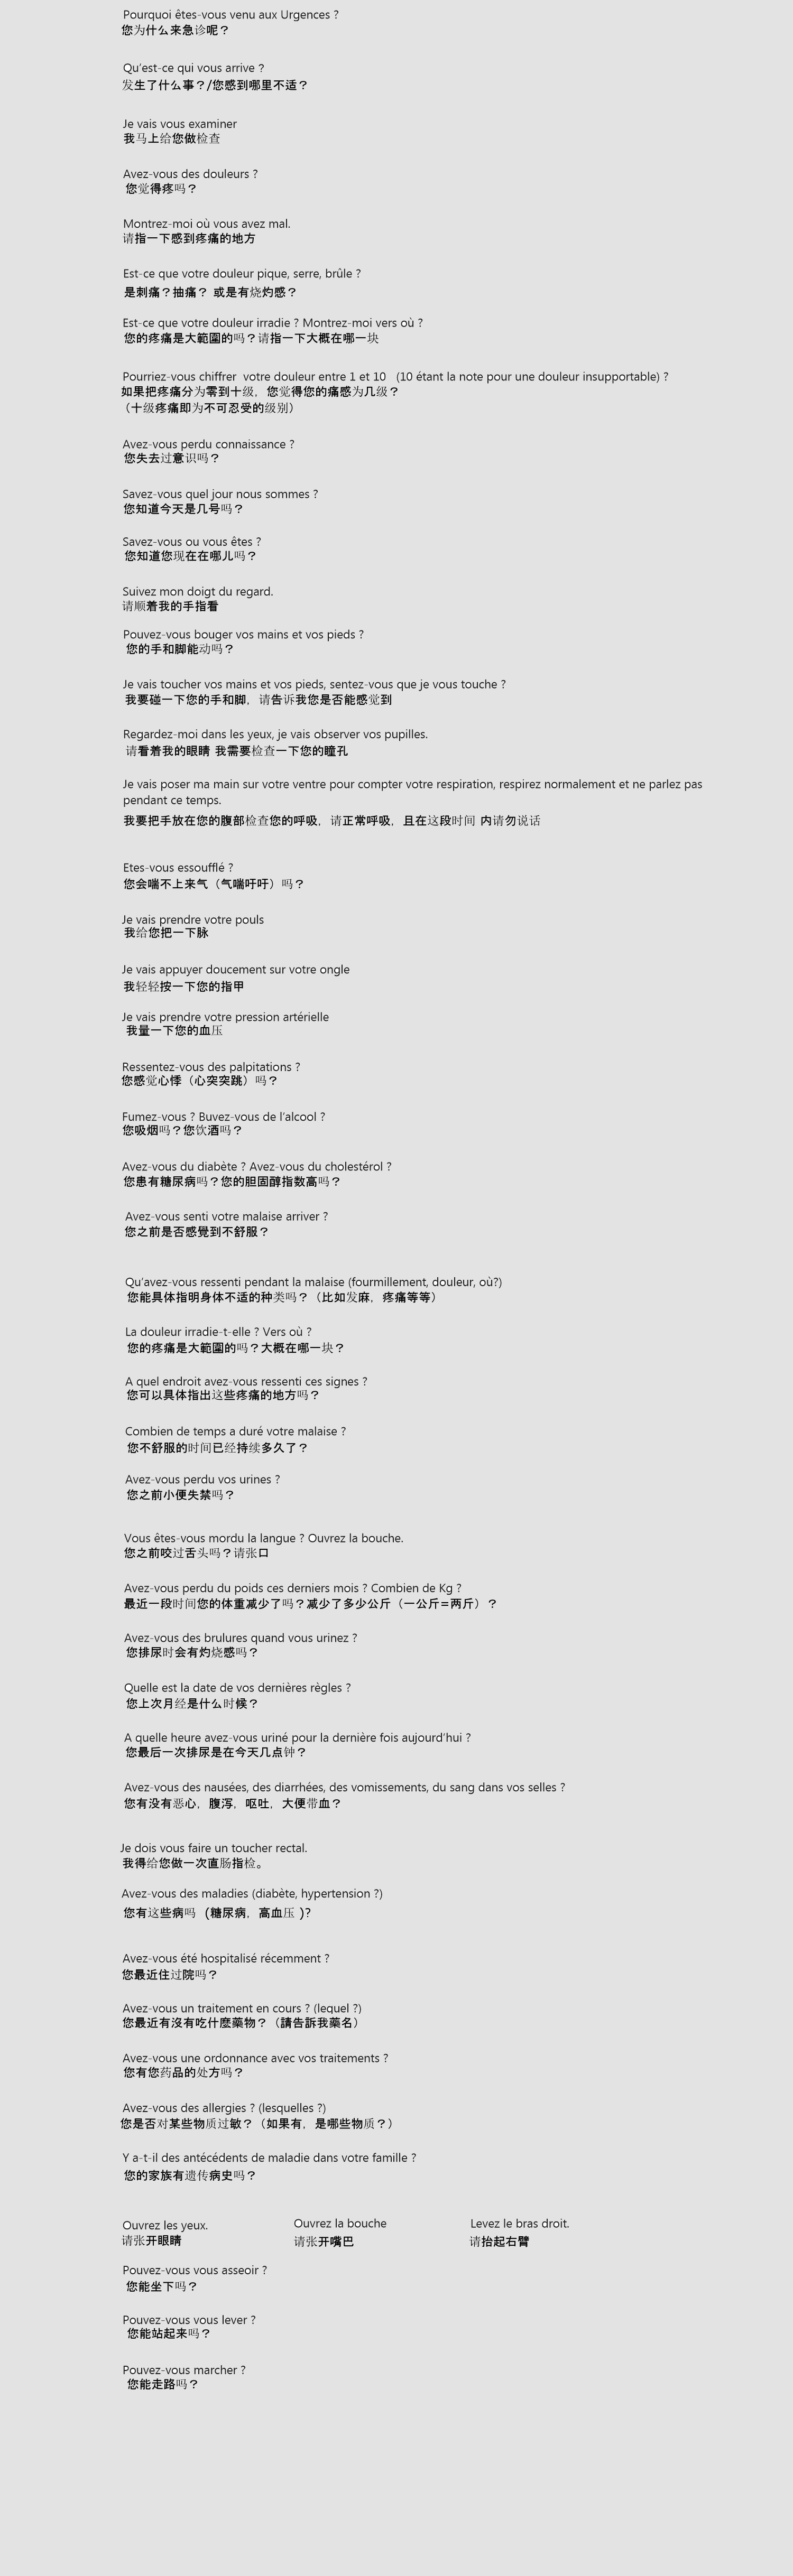 Pourquoi êtes-vous venu aux Urgences ?
您为什么来急诊呢？
Qu'est-ce qui vous arrive ?
发生了什么事？/您感到哪里不适？
Je vais vous examiner
我马上给您做检查
Avez-vous des douleurs ?
您觉得疼吗？
Montrez-moi où vous avez mal.
请指一下感到疼痛的地方
Est-ce que votre douleur pique, serre, brûle ?
是刺痛？抽痛？ 或是有烧灼感？
Est-ce que votre douleur irradie ? Montrez-moi vers où ?
您的疼痛是大範圍的吗？请指一下大概在哪一块
Pourriez-vous chiffrer votre douleur entre 1 et 10 (10 étant la note pour une douleur insupportable) ?
如果把疼痛分为零到十级，您觉得您的痛感为几级？
（十级疼痛即为不可忍受的级别）
Avez-vous perdu connaissance ?
您失去过意识吗？
Savez-vous quel jour nous sommes ?
您知道今天是几号吗？
Savez-vous ou vous êtes ?
您知道您现在在哪儿吗？
Suivez mon doigt du regard.
请顺着我的手指看
Pouvez-vous bouger vos mains et vos pieds ?
您的手和脚能动吗？
Je vais toucher vos mains et vos pieds, sentez-vous que je vous touche ?
我要碰一下您的手和脚，请告诉我您是否能感觉到
Regardez-moi dans les yeux, je vais observer vos pupilles.
请看着我的眼睛 我需要检查一下您的瞳孔
Je vais poser ma main sur votre ventre pour compter votre respiration, respirez normalement et ne parlez pas
pendant ce temps.
我要把手放在您的腹部检查您的呼吸，请正常呼吸，且在这段时间 内请勿说话
Etes-vous essoufflé ?
您会喘不上来气（气喘吁吁）吗？
Je vais prendre votre pouls
我给您把一下脉
Je vais appuyer doucement sur votre ongle
我轻轻按一下您的指甲
Je vais prendre votre pression artérielle
我量一下您的血压
Ressentez-vous des palpitations ?
您感觉心悸（心突突跳）吗？
Fumez-vous ? Buvez-vous de l'alcool ?
您吸烟吗？您饮酒吗？
Avez-vous du diabète ? Avez-vous du cholestérol ?
您患有糖尿病吗？您的胆固醇指数高吗？
Avez-vous senti votre malaise arriver ?
您之前是否感覺到不舒服？
Qu'avez-vous ressenti pendant la malaise (fourmillement, douleur, où?)
您能具体指明身体不适的种类吗？（比如发麻，疼痛等等）
La douleur irradie-t-elle ? Vers où ?
您的疼痛是大範圍的吗？大概在哪一块？
A quel endroit avez-vous ressenti ces signes ?
您可以具体指出这些疼痛的地方吗？
Combien de temps a duré votre malaise ?
您不舒服的时间已经持续多久了？
Avez-vous perdu vos urines ?
您之前小便失禁吗？
Vous êtes-vous mordu la langue ? Ouvrez la bouche.
您之前咬过舌头吗？请张口
Avez-vous perdu du poids ces derniers mois ? Combien de Kg ?
最近一段时间您的体重减少了吗？减少了多少公斤（一公斤=两斤）？
Avez-vous des brulures quand vous urinez ?
您排尿时会有灼烧感吗？
Quelle est la date de vos dernières règles ?
您上次月经是什么时候？
A quelle heure avez-vous uriné pour la dernière fois aujourd'hui ?
您最后一次排尿是在今天几点钟？
Avez-vous des nausées, des diarrhées, des vomissements, du sang dans vos selles ?
您有没有恶心，腹泻，呕吐，大便带血？
Je dois vous faire un toucher rectal.
我得给您做一次直肠指检。
Avez-vous des maladies (diabète, hypertension ?)
您有这些病吗 (糖尿病，高血压 )?
Avez-vous été hospitalisé récemment ?
您最近住过院吗？
Avez-vous un traitement en cours ? (lequel ?)
您最近有沒有吃什麼藥物？（請告訴我藥名）
Avez-vous une ordonnance avec vos traitements ?
您有您药品的处方吗？
Avez-vous des allergies ? (lesquelles ?)
您是否对某些物质过敏？（如果有，是哪些物质？）
Y a-t-il des antécédents de maladie dans votre famille ?
您的家族有遗传病史吗？
Ouvrez les yeux. Ouvrez la bouche Levez le bras droit.
请张开眼睛 请张开嘴巴 请抬起右臂
Pouvez-vous vous asseoir ?
您能坐下吗？
Pouvez-vous vous lever ?
您能站起来吗？
Pouvez-vous marcher ?
您能走路吗？